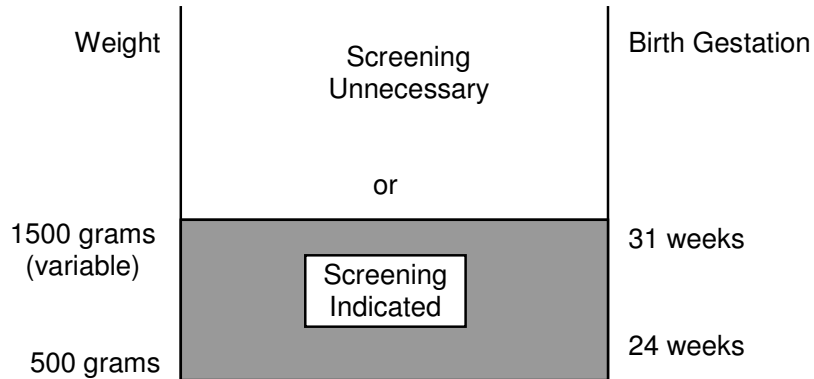 Weight
Screening
Unnecessary
Birth Gestation
or
1500 grams
(variable)
31 weeks
Screening
Indicated
500 grams
24 weeks